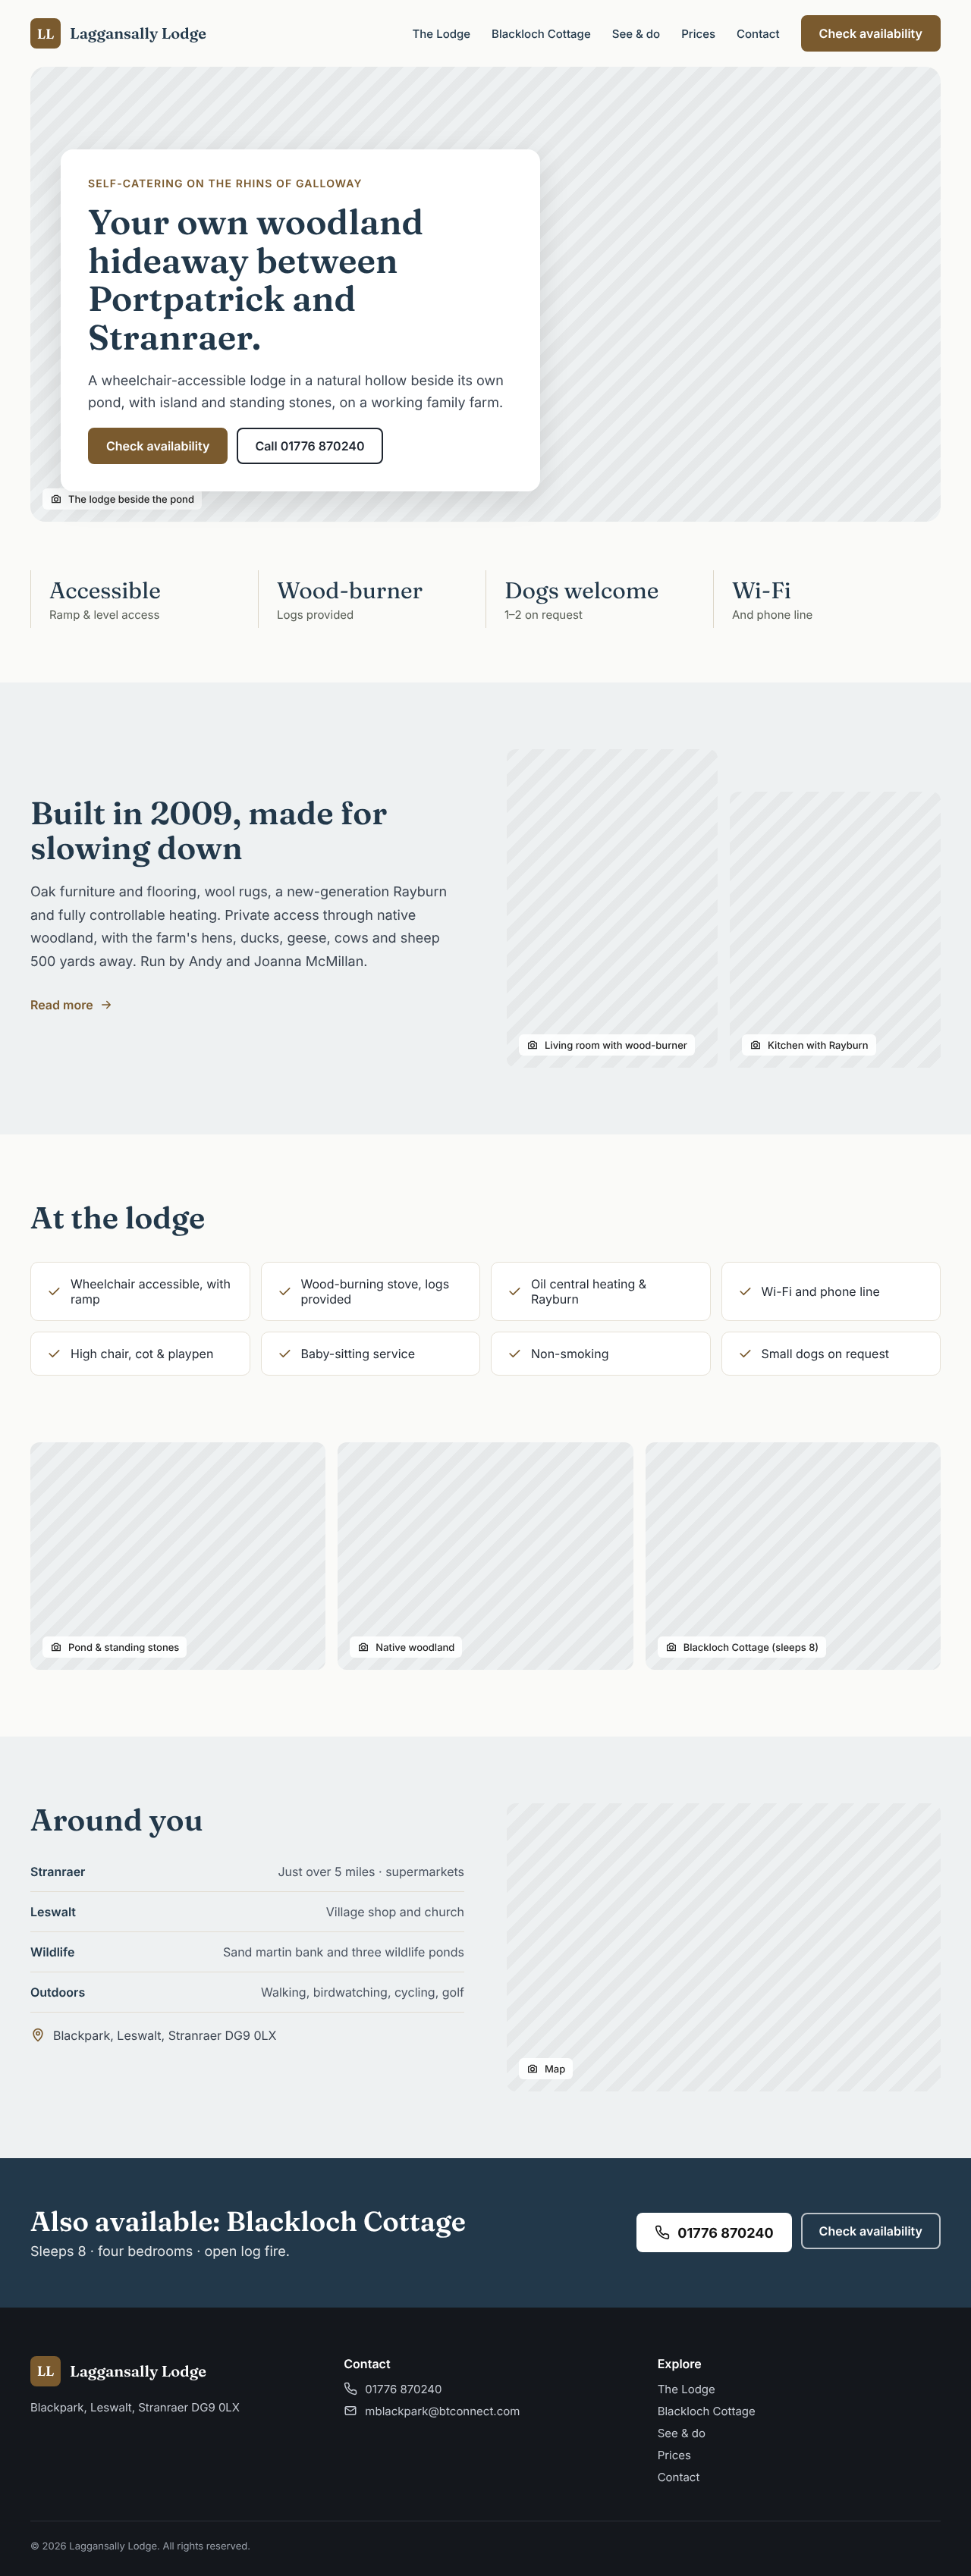 LL Laggansally Lodge
The Lodge Blackloch Cottage See & do Prices Contact Check availability
SELF-CATERING ON THE RHINS OF GALLOWAY
Your own woodland
hideaway between
Portpatrick and
Stranraer.
A wheelchair-accessible lodge in a natural hollow beside its own
pond, with island and standing stones, on a working family farm.
Check availability Call 01776 870240
The lodge beside the pond
Accessible
Ramp & level access
Wood-burner
Logs provided
Dogs welcome
1–2 on request
Wi-Fi
And phone line
Built in 2009, made for
slowing down
Oak furniture and flooring, wool rugs, a new-generation Rayburn
and fully controllable heating. Private access through native
woodland, with the farm's hens, ducks, geese, cows and sheep
500 yards away. Run by Andy and Joanna McMillan.
Read more
Living room with wood-burner
Kitchen with Rayburn
At the lodge
Wheelchair accessible, with
ramp
Wood-burning stove, logs
provided
Oil central heating &
Rayburn
Wi-Fi and phone line
High chair, cot & playpen
Baby-sitting service
Non-smoking
Small dogs on request
Pond & standing stones
Native woodland
Blackloch Cottage (sleeps 8)
Around you
Stranraer Just over 5 miles · supermarkets
Leswalt Village shop and church
Wildlife Sand martin bank and three wildlife ponds
Outdoors Walking, birdwatching, cycling, golf
Blackpark, Leswalt, Stranraer DG9 0LX
Map
Also available: Blackloch Cottage
Sleeps 8 · four bedrooms · open log fire.
01776 870240 Check availability
LL Laggansally Lodge
Blackpark, Leswalt, Stranraer DG9 0LX
Contact
01776 870240
mblackpark@btconnect.com
Explore
The Lodge
Blackloch Cottage
See & do
Prices
Contact
© 2026 Laggansally Lodge. All rights reserved.